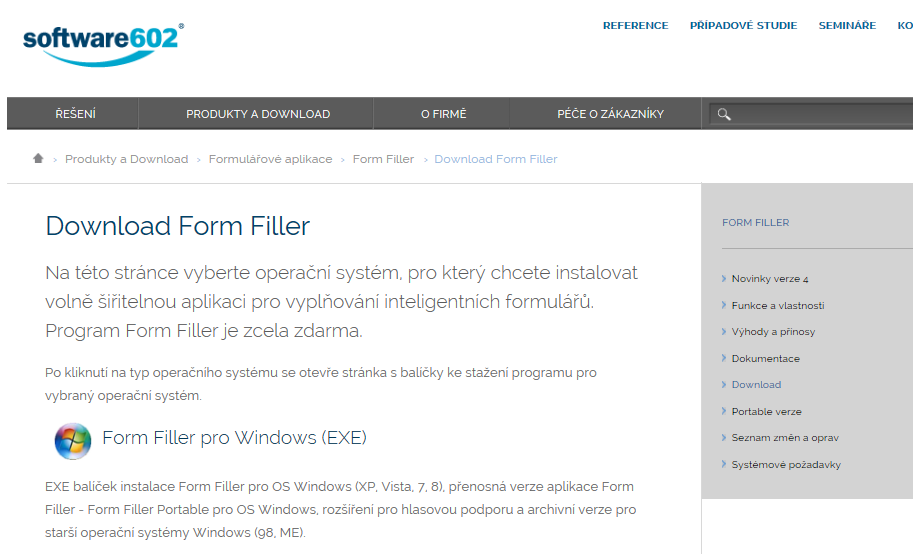 software602®
REFERENCE PŘÍPADOVÉ STUDIE SEMINÁŘE KO
ŘEŠENÍ PRODUKTY A DOWNLOAD O FIRMĚ PÉČE O ZÁKAZNÍKY
› Produkty a Download › Formulářové aplikace › Form Filler › Download Form Filler
Download Form Filler
Na této stránce vyberte operační systém, pro který chcete instalovat
volně šiřitelnou aplikaci pro vyplňování inteligentních formulářů.
Program Form Filler je zcela zdarma.
Po kliknutí na typ operačního systému se otevře stránka s balíčky ke stažení programu pro
vybraný operační systém.
Form Filler pro Windows (EXE)
EXE balíček instalace Form Filler pro OS Windows (XP, Vista, 7, 8), přenosná verze aplikace Form
Filler - Form Filler Portable pro OS Windows, rozšíření pro hlasovou podporu a archivní verze pro
starší operační systémy Windows (98, ME).
FORM FILLER
Novinky verze 4
Funkce a vlastnosti
Výhody a přínosy
Dokumentace
Download
Portable verze
Seznam změn a oprav
Systémové požadavky